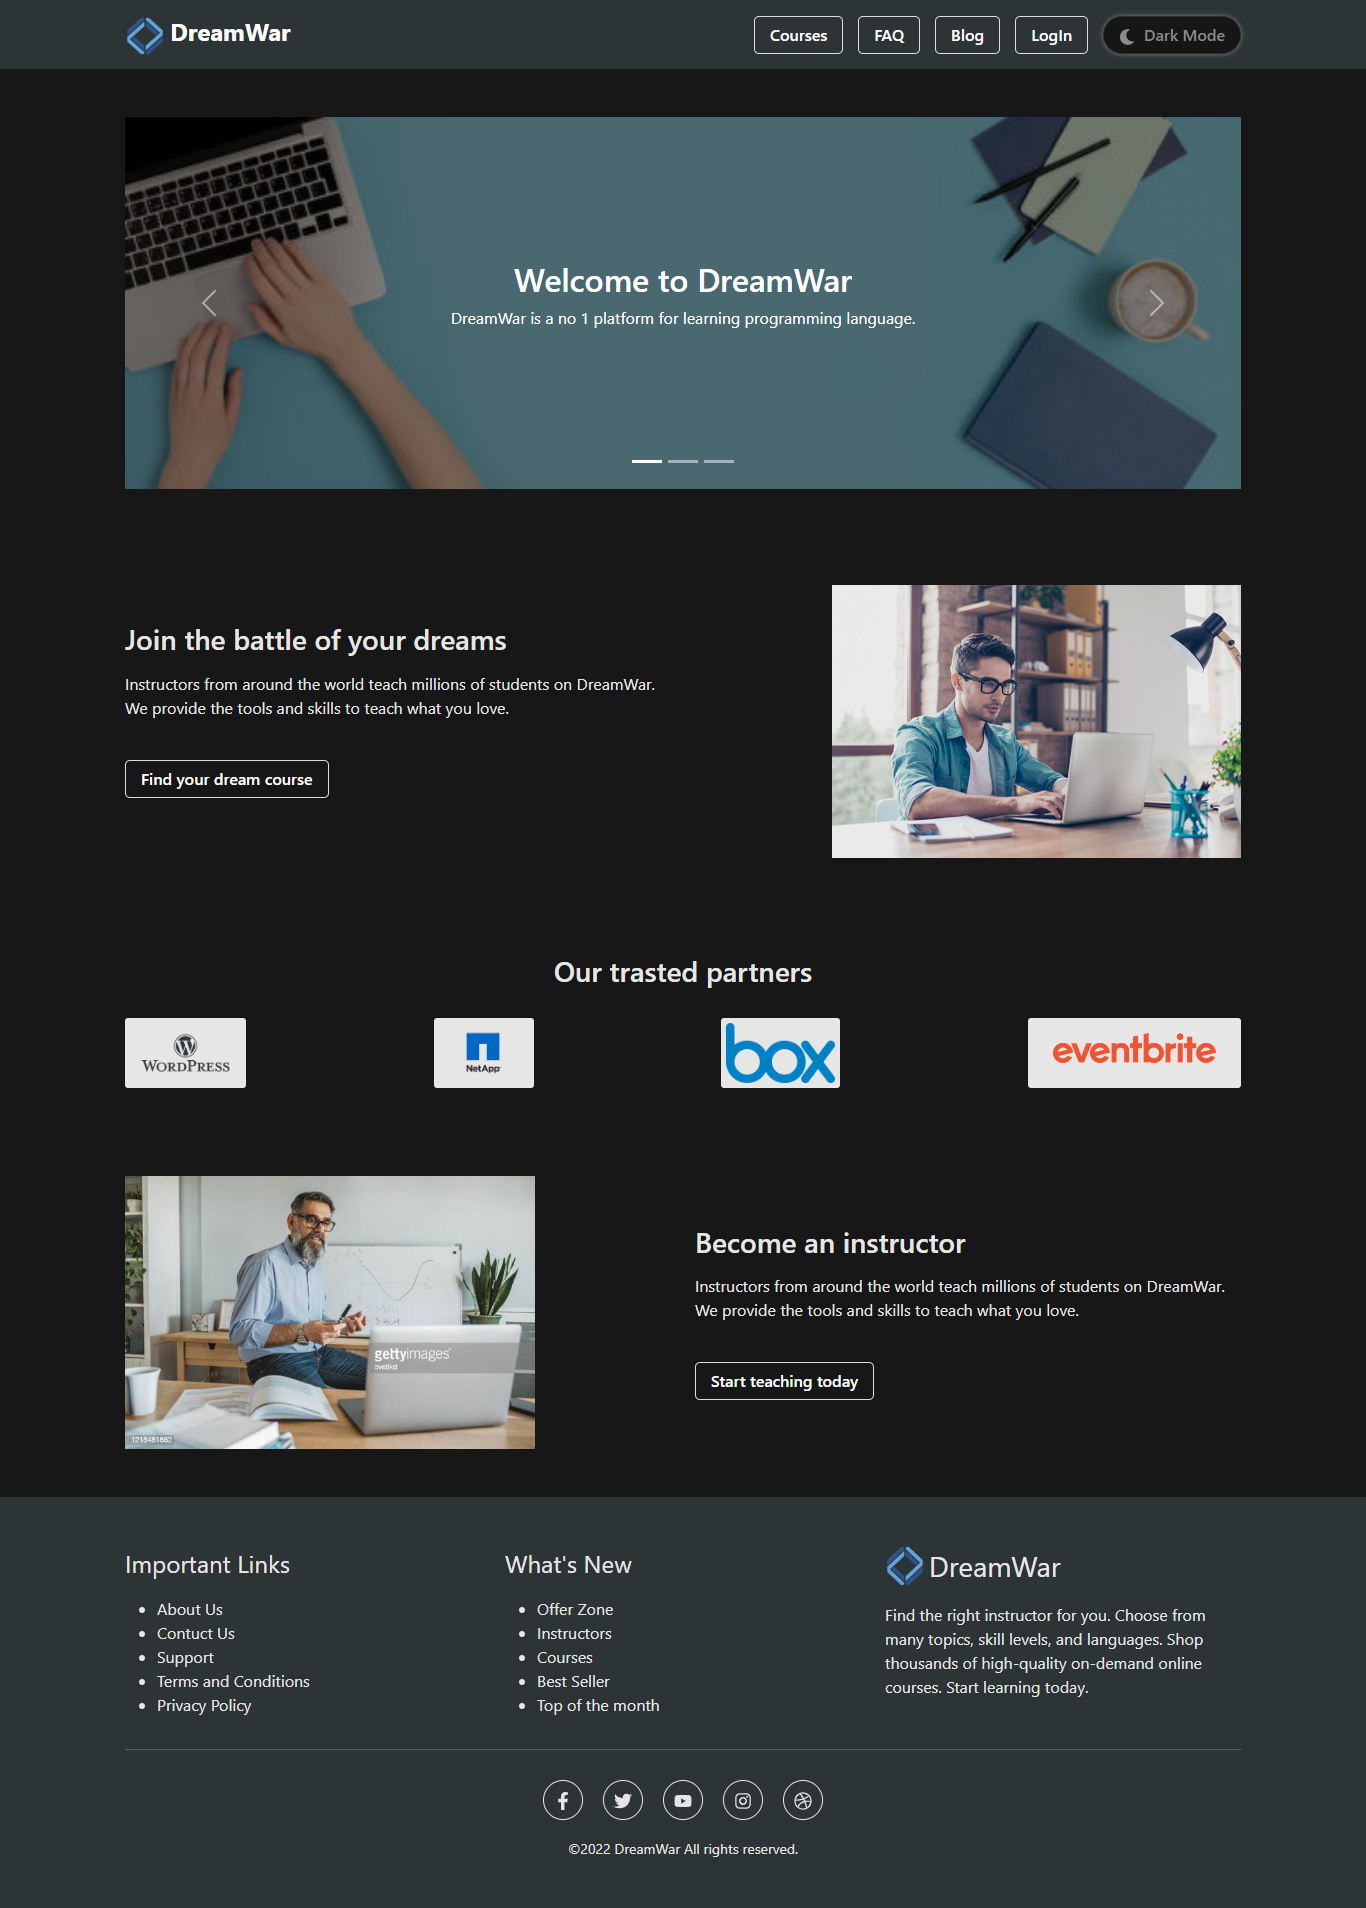 DreamWar
Courses
FAQ
Blog
LogIn
Dark Mode
Welcome to DreamWar
DreamWar is a no 1 platform for learning programming language.
Join the battle of your dreams
Instructors from around the world teach millions of students on DreamWar.
We provide the tools and skills to teach what you love.
Find your dream course
Our trasted partners
WORDPRESS
NetApp
box
eventbrite
gettyimages
ovetlkd
1218481862
Become an instructor
Instructors from around the world teach millions of students on DreamWar.
We provide the tools and skills to teach what you love.
Start teaching today
Important Links
About Us
Contuct Us
Support
Terms and Conditions
Privacy Policy
What's New
Offer Zone
Instructors
Courses
Best Seller
Top of the month
DreamWar
Find the right instructor for you. Choose from
many topics, skill levels, and languages. Shop
thousands of high-quality on-demand online
courses. Start learning today.
©2022 DreamWar All rights reserved.